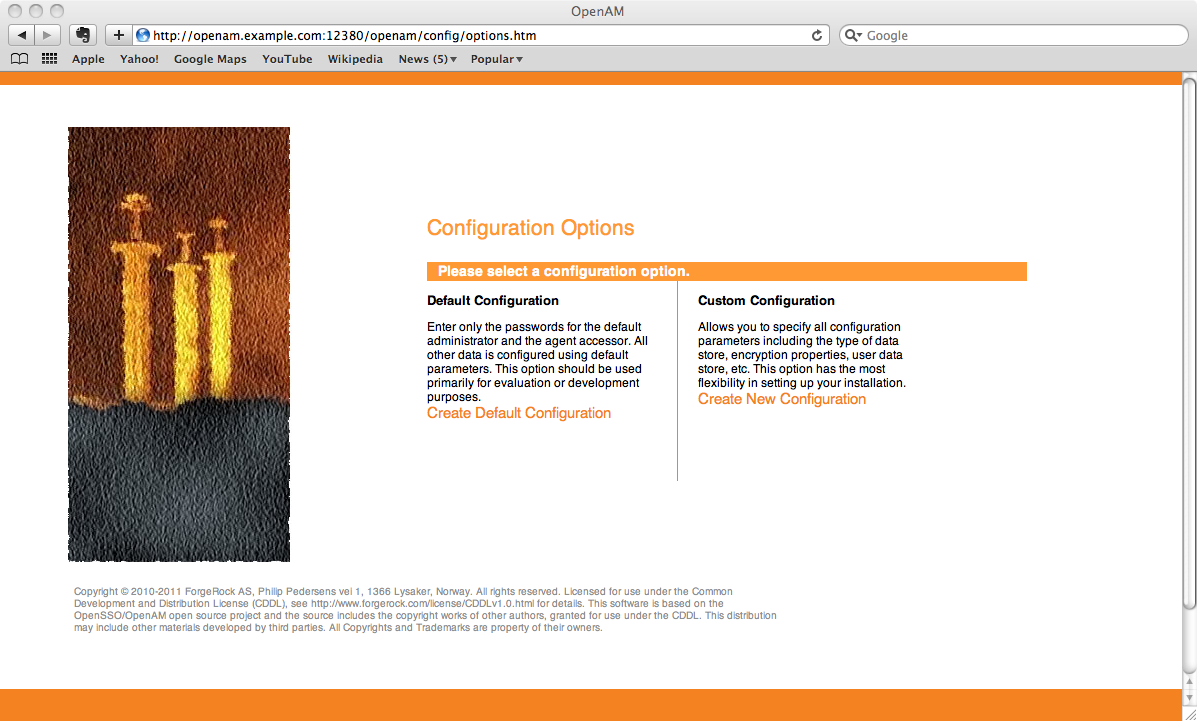 OpenAM
http://openam.example.com:12380/openam/config/options.htm
Google
Apple Yahoo! Google Maps YouTube Wikipedia News (5)▾ Popular▾
Configuration Options
Please select a configuration option.
Default Configuration
Enter only the passwords for the default
administrator and the agent accessor. All
other data is configured using default
parameters. This option should be used
primarily for evaluation or development
purposes.
Create Default Configuration
Custom Configuration
Allows you to specify all configuration
parameters including the type of data
store, encryption properties, user data
store, etc. This option has the most
flexibility in setting up your installation.
Create New Configuration
Copyright © 2010-2011 ForgeRock AS, Philip Pedersens vei 1, 1366 Lysaker, Norway. All rights reserved. Licensed for use under the Common
Development and Distribution License (CDDL), see http://www.forgerock.com/license/CDDLv1.0.html for details. This software is based on the
OpenSSO/OpenAM open source project and the source includes the copyright works of other authors, granted for use under the CDDL. This distribution
may include other materials developed by third parties. All Copyrights and Trademarks are property of their owners.